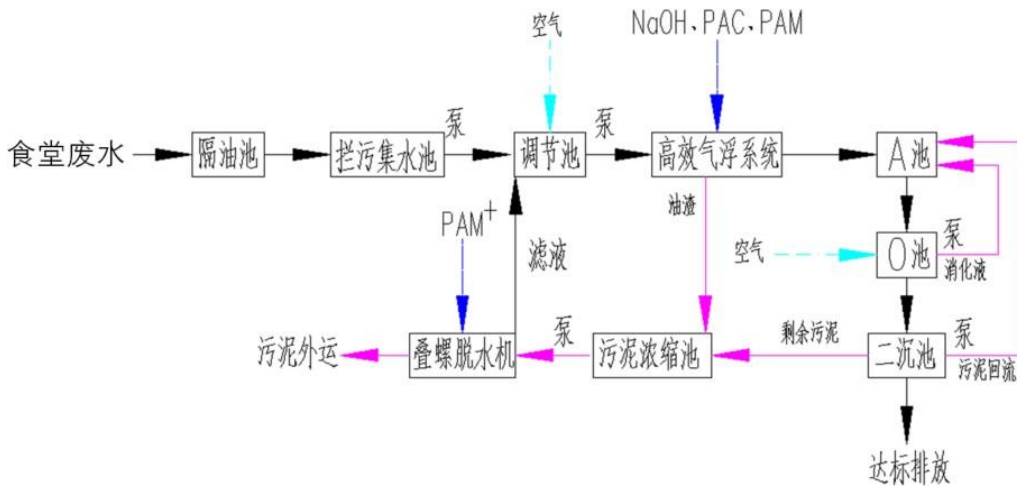 空气
NaOH、PAC、PAM
食堂废水
隔油池
拦污集水池
泵
调节池
泵
高效气浮系统
A池
油渣
PAM+
滤液
空气
O池
泵
消化液
污泥外运
叠螺脱水机
泵
污泥浓缩池
剩余污泥
二沉池
泵
污泥回流
达标排放